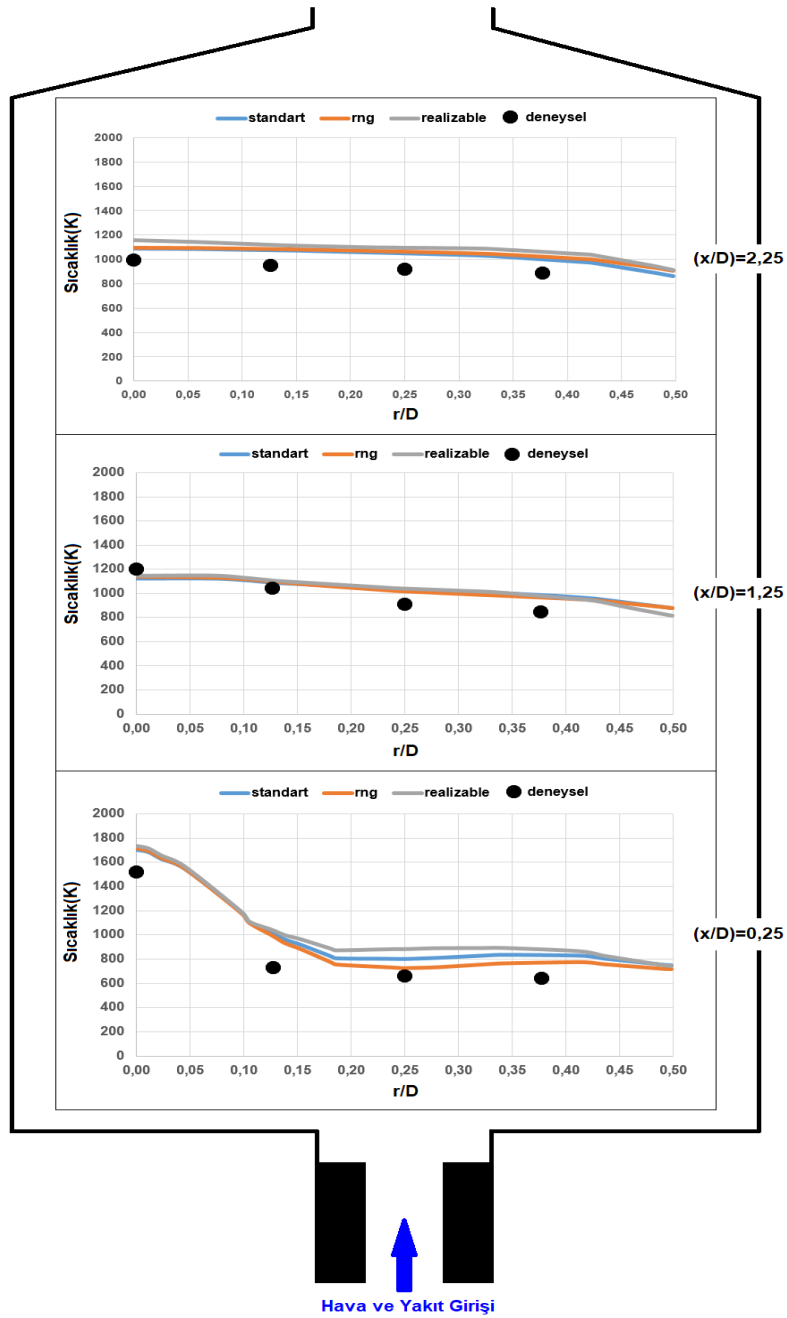 standart rng realizable deneysel
2000
1800
1600
1400
1200
1000
800
600
400
200
0
Sıcaklık(K)
0,00 0,05 0,10 0,15 0,20 0,25 0,30 0,35 0,40 0,45 0,50
r/D
(x/D)=2,25
standart rng realizable deneysel
2000
1800
1600
1400
1200
1000
800
600
400
200
0
Sıcaklık(K)
0,00 0,05 0,10 0,15 0,20 0,25 0,30 0,35 0,40 0,45 0,50
r/D
(x/D)=1,25
standart rng realizable deneysel
2000
1800
1600
1400
1200
1000
800
600
400
200
0
Sıcaklık(K)
0,00 0,05 0,10 0,15 0,20 0,25 0,30 0,35 0,40 0,45 0,50
r/D
(x/D)=0,25
Hava ve Yakıt Girişi